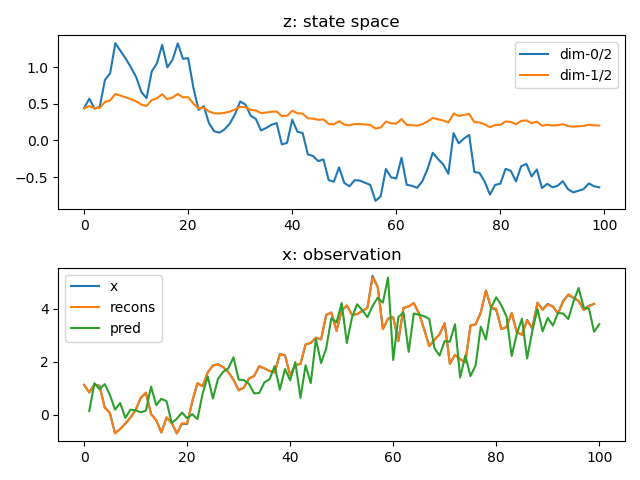 z: state space
dim-0/2
dim-1/2
1.0
0.5
0.0
−0.5
0 20 40 60 80 100
x: observation
x
recons
pred
4
2
0
0 20 40 60 80 100